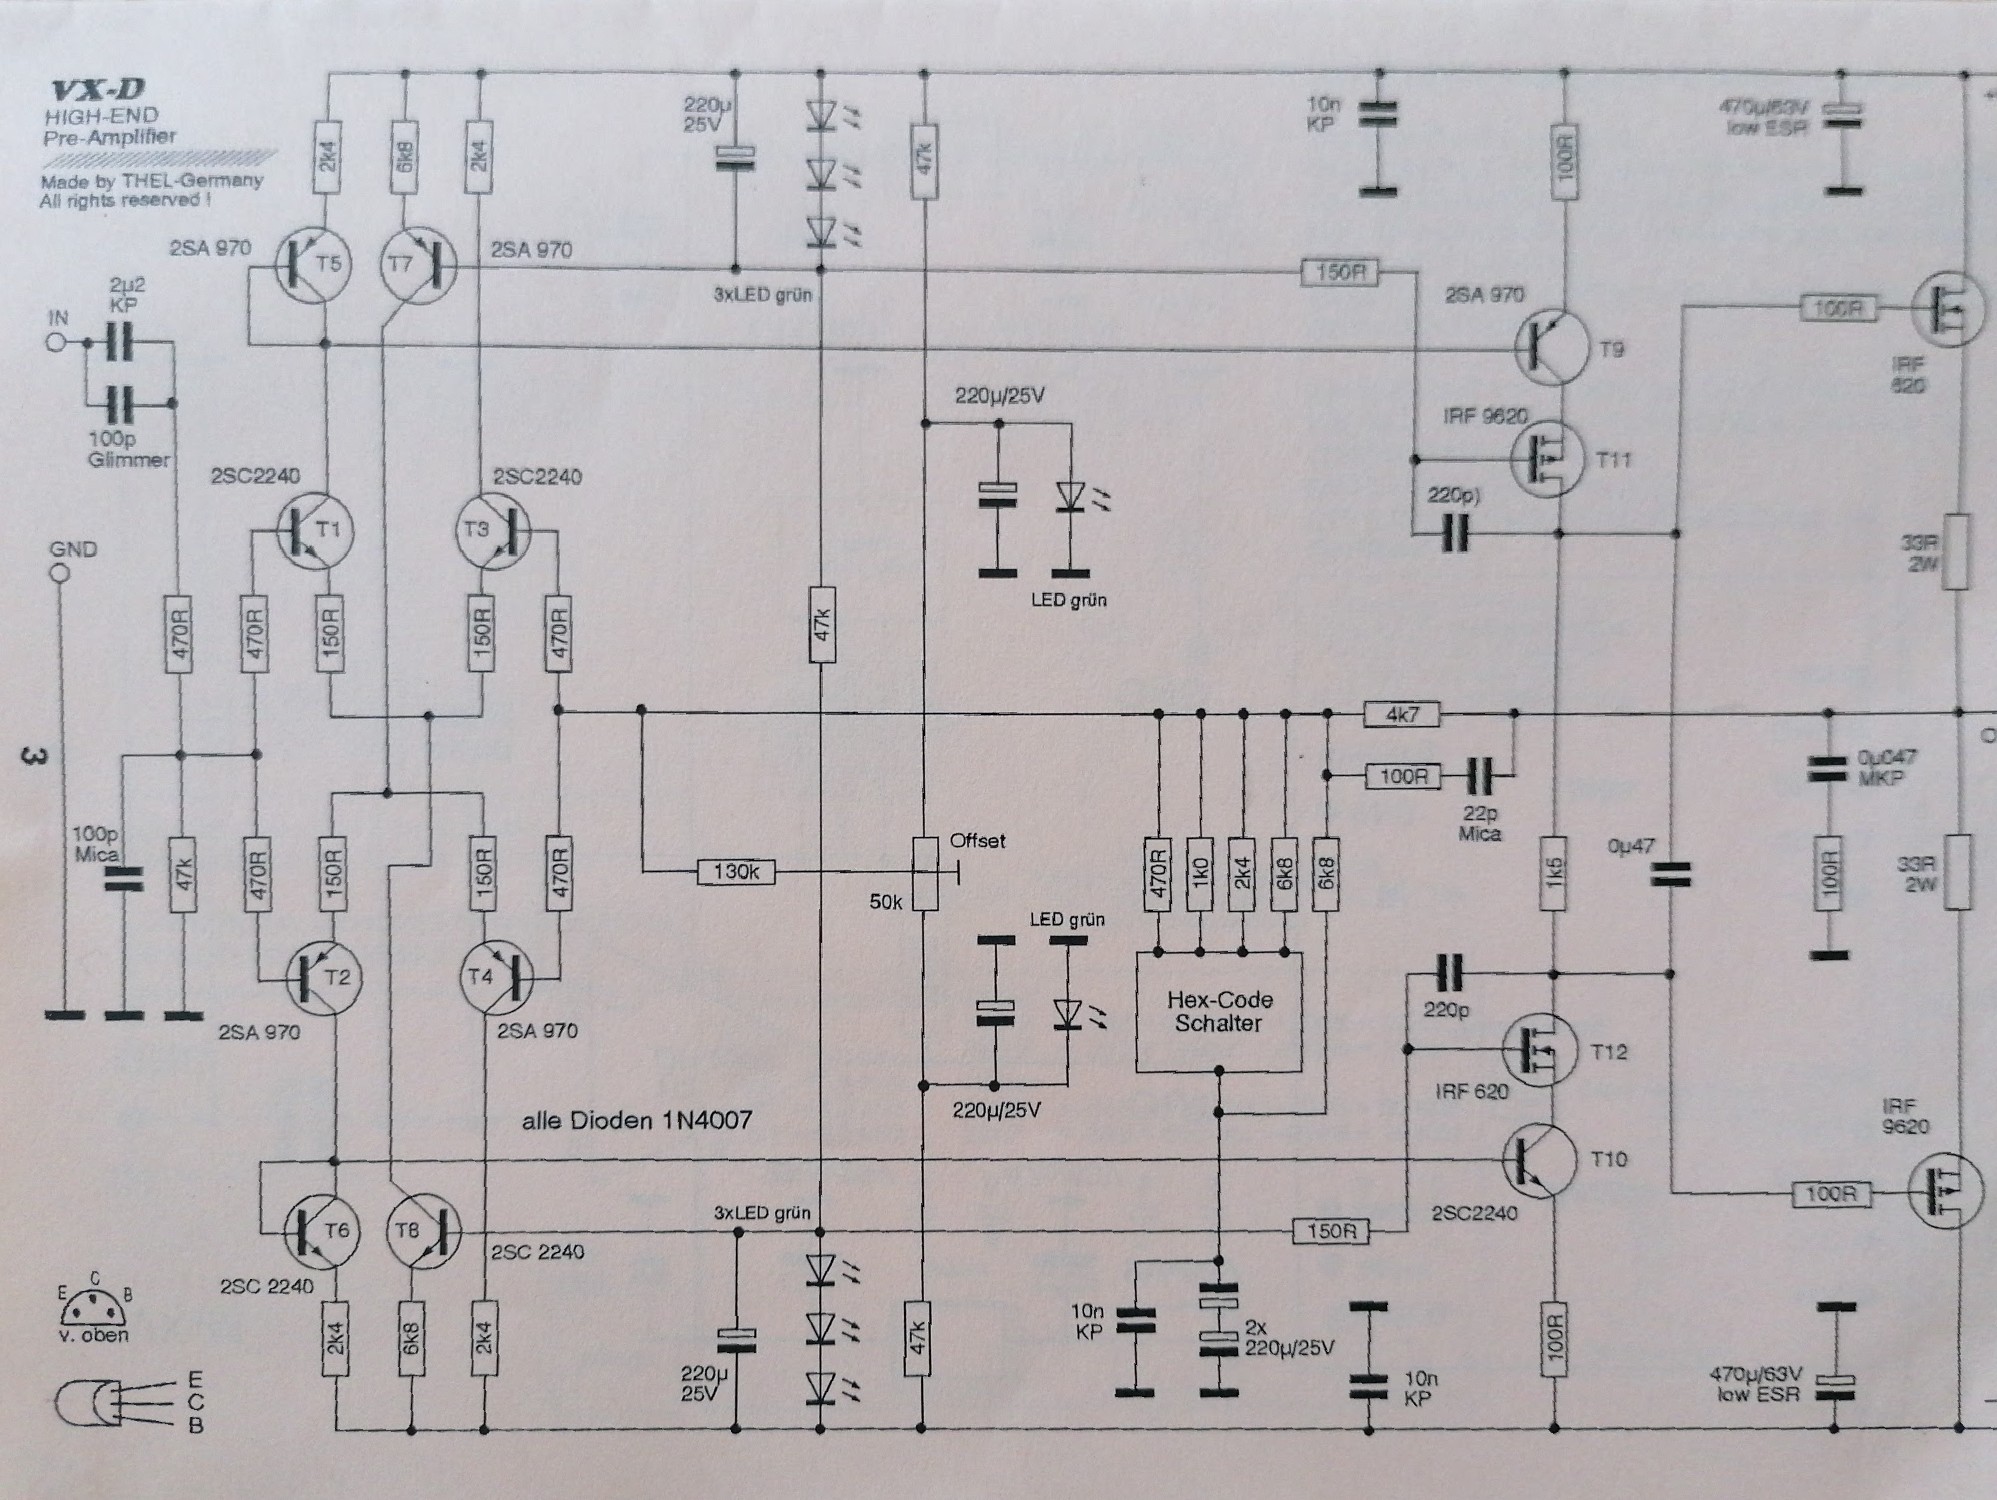 VX-D
HIGH-END
Pre-Amplifier
Made by THEL-Germany
All rights reserved !
2k4
6k8
2k4
220µ
25V
47k
10n
KP
100R
470µ/63V
low ESR
+
2SA 970
T5
T7
2SA 970
3xLED grün
150R
2SA 970
T9
100R
IRF
620
IN
2µ2
KP
100p
Glimmer
220µ/25V
IRF 9620
T11
220p)
2SC2240
T1
2SC2240
T3
LED grün
33R
2W
GND
470R
470R
150R
150R
470R
47k
4k7
100R
22p
Mica
0µ047
MKP
O
3
100p
Mica
47k
470R
150R
150R
470R
130k
Offset
50k
470R
1k0
2k4
6k8
6k8
1k5
0µ47
100R
33R
2W
LED grün
T2
T4
2SA 970
2SA 970
Hex-Code
Schalter
220p
T12
IRF 620
220µ/25V
alle Dioden 1N4007
T10
2SC2240
IRF
9620
100R
3xLED grün
150R
T6
T8
2SC 2240
2SC 2240
2k4
6k8
2k4
220µ
25V
47k
10n
KP
2x
220µ/25V
10n
KP
100R
470µ/63V
low ESR
C
E
B
v. oben
E
C
B